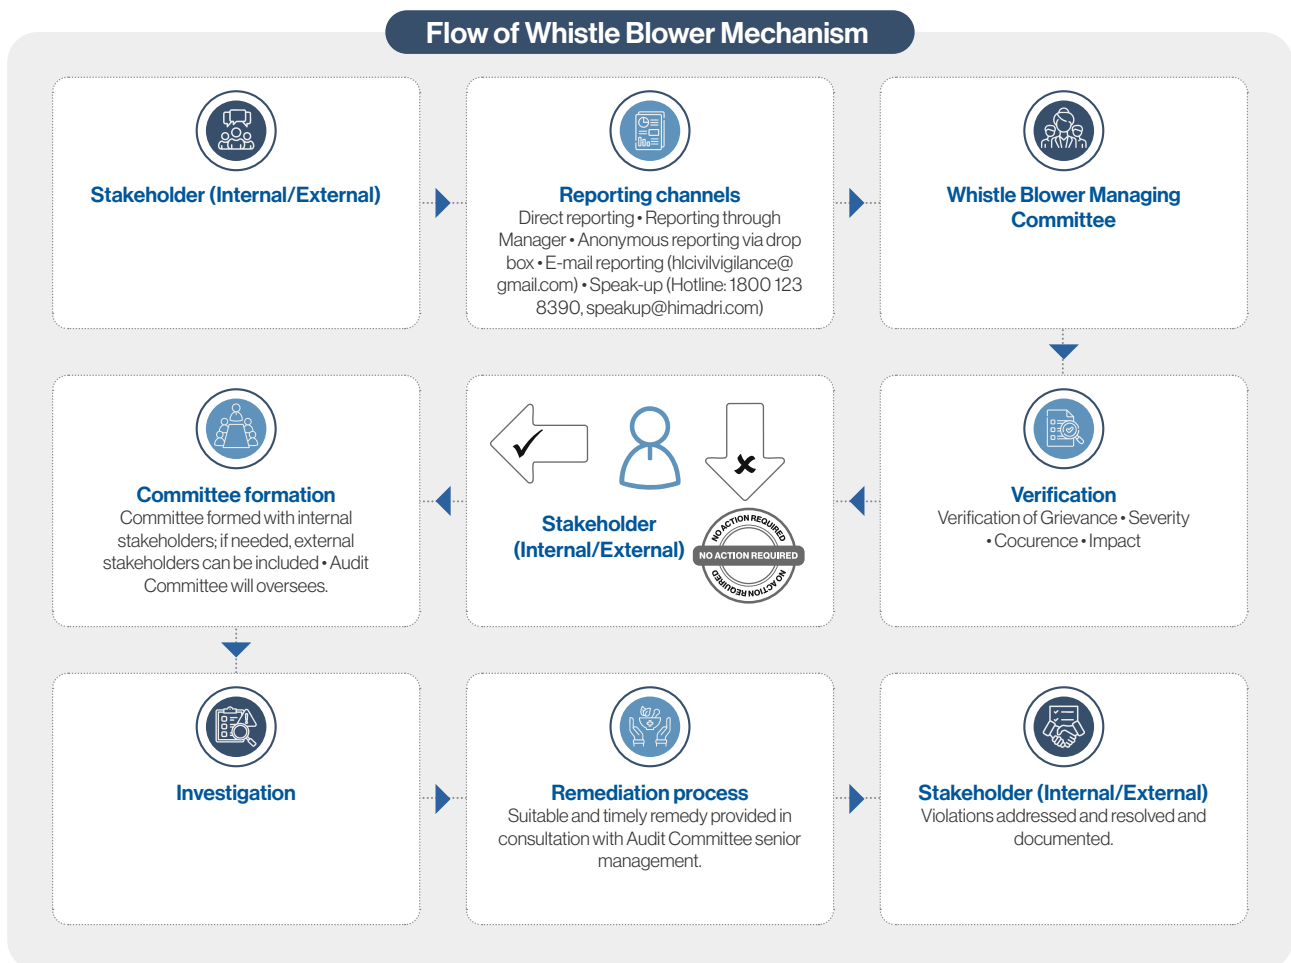 Flow of Whistle Blower Mechanism
Stakeholder (Internal/External)
Reporting channels
Direct reporting • Reporting through
Manager • Anonymous reporting via drop
box • E-mail reporting (hlcivilvigilance@
gmail.com) • Speak-up (Hotline: 1800 123
8390, speakup@himadri.com)
Whistle Blower Managing
Committee
Committee formation
Committee formed with internal
stakeholders; if needed, external
stakeholders can be included • Audit
Committee will oversees.
Stakeholder
(Internal/External)
NO ACTION REQUIRED
NO ACTION REQUIRED
NO ACTION REQUIRED
Verification
Verification of Grievance • Severity
• Cocurence • Impact
Investigation
Remediation process
Suitable and timely remedy provided in
consultation with Audit Committee senior
management.
Stakeholder (Internal/External)
Violations addressed and resolved and
documented.